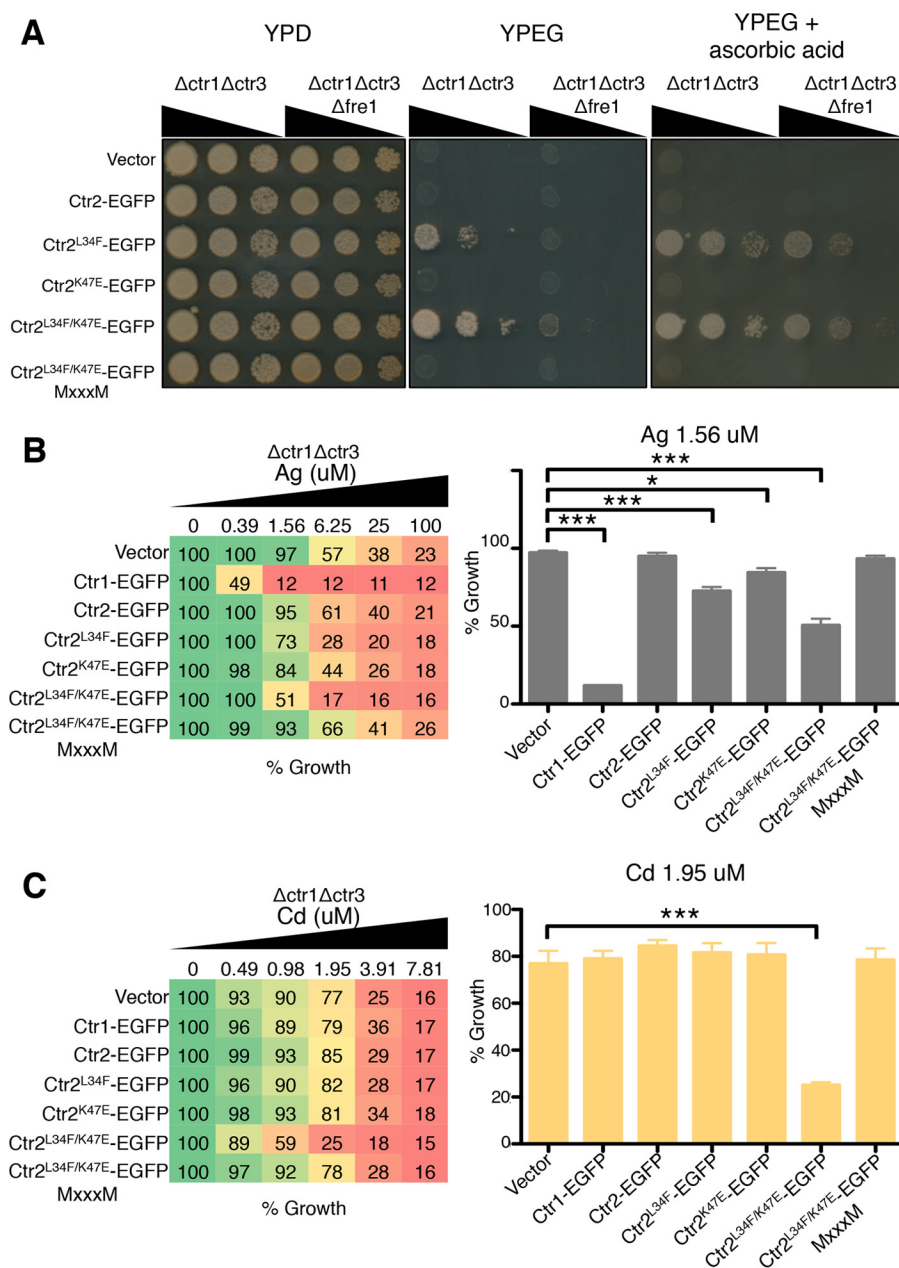 A
YPD
YPEG
YPEG +
ascorbic acid
Δctr1Δctr3
Δctr1Δctr3
Δfre1
Δctr1Δctr3
Δctr1Δctr3
Δfre1
Δctr1Δctr3
Δctr1Δctr3
Δfre1
Vector
Ctr2-EGFP
Ctr2L34F-EGFP
Ctr2K47E-EGFP
Ctr2L34F/K47E-EGFP
Ctr2L34F/K47E-EGFP
MxxxM
B
Δctr1Δctr3
Ag (uM)
0 0.39 1.56 6.25 25 100
Vector 100 100 97 57 38 23
Ctr1-EGFP 100 49 12 12 11 12
Ctr2-EGFP 100 100 95 61 40 21
Ctr2L34F-EGFP 100 100 73 28 20 18
Ctr2K47E-EGFP 100 98 84 44 26 18
Ctr2L34F/K47E-EGFP 100 100 51 17 16 16
Ctr2L34F/K47E-EGFP 100 99 93 66 41 26
MxxxM
% Growth
Ag 1.56 uM
***
*
***
***
100
50
0
% Growth
Vector
Ctr1-EGFP
Ctr2-EGFP
Ctr2L34F-EGFP
Ctr2K47E-EGFP
Ctr2L34F/K47E-EGFP
Ctr2L34F/K47E-EGFP
MxxxM
C
Δctr1Δctr3
Cd (uM)
0 0.49 0.98 1.95 3.91 7.81
Vector 100 93 90 77 25 16
Ctr1-EGFP 100 96 89 79 36 17
Ctr2-EGFP 100 99 93 85 29 17
Ctr2L34F-EGFP 100 96 90 82 28 17
Ctr2K47E-EGFP 100 98 93 81 34 18
Ctr2L34F/K47E-EGFP 100 89 59 25 18 15
Ctr2L34F/K47E-EGFP 100 97 92 78 28 16
MxxxM
% Growth
Cd 1.95 uM
***
100
80
60
40
20
0
% Growth
Vector
Ctr1-EGFP
Ctr2-EGFP
Ctr2L34F-EGFP
Ctr2K47E-EGFP
Ctr2L34F/K47E-EGFP
Ctr2L34F/K47E-EGFP
MxxxM